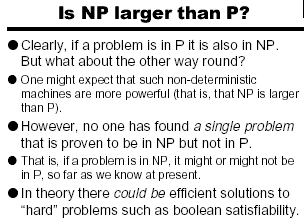 Is NP larger than P?
● Clearly, if a problem is in P it is also in NP.
But what about the other way round?
● One might expect that such non-deterministic
machines are more powerful (that is, that NP is larger
than P).
● However, no one has found a single problem
that is proven to be in NP but not in P.
● That is, if a problem is in NP, it might or might not be
in P, so far as we know at present.
● In theory there could be efficient solutions to
“hard” problems such as boolean satisfiability.